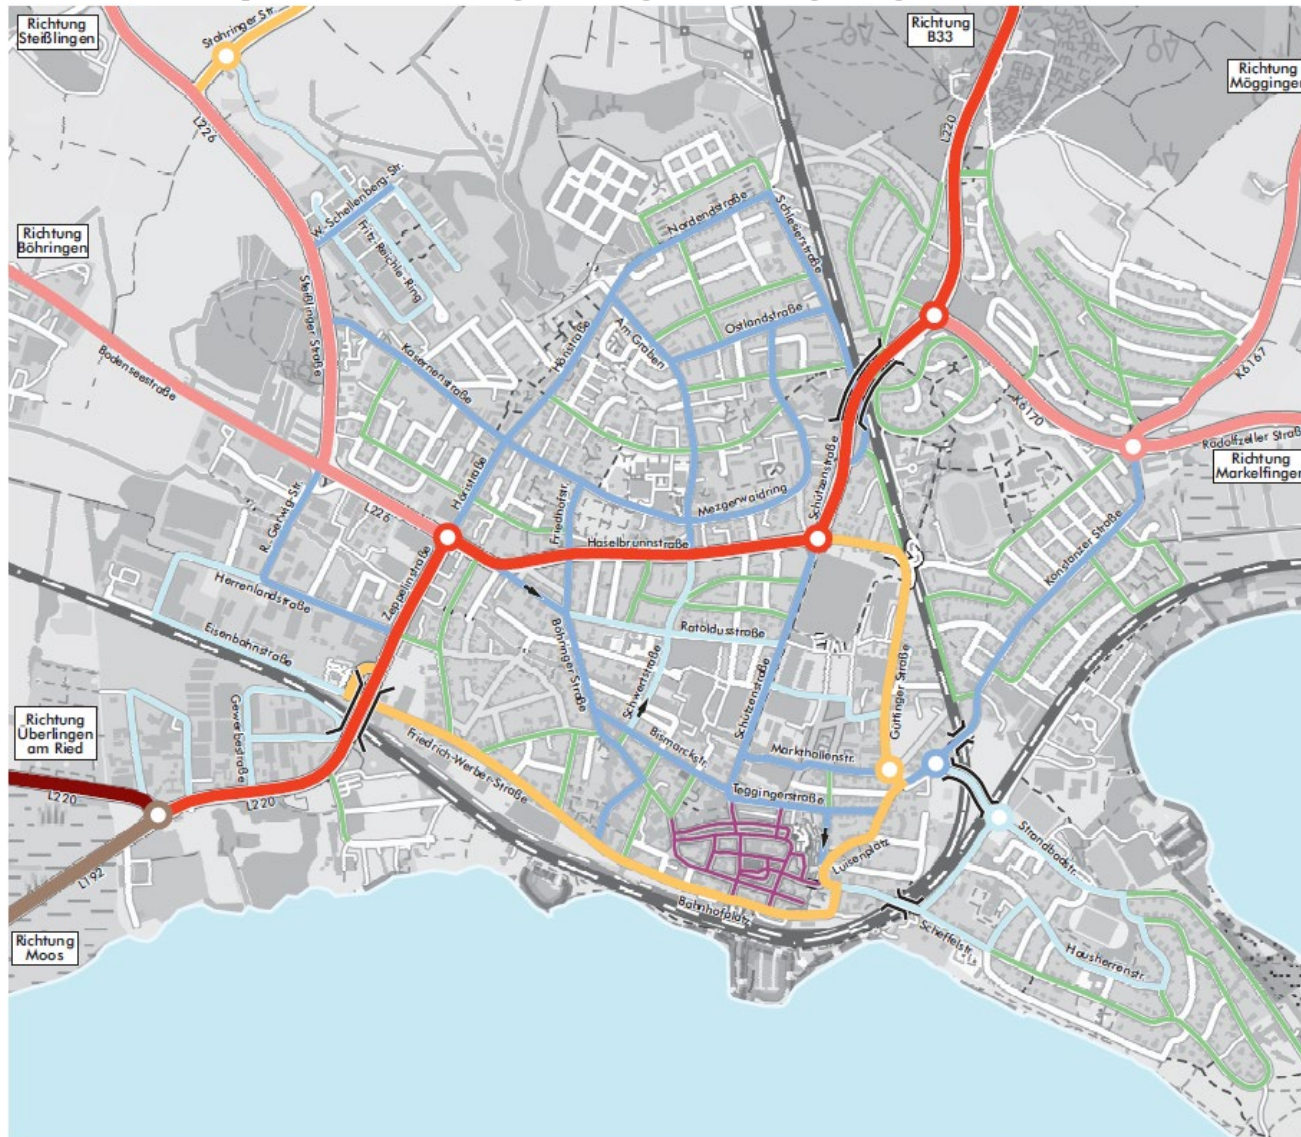 Richtung
Steißlingen
Stahringer Str.
Richtung
B33
Richtung
Möggingen
L226
L220
W.-Schellenberg-Str.
Fritz-Reichle-Ring
Nordendstraße
Schlesierstraße
Richtung
Böhringen
Steißlinger Straße
Bodenseestraße
Kasernenstraße
Höristraße
Am Graben
Ostlandstraße
K6167
K6170
Radolfzeller Straße
Richtung
Markelfingen
Höristraße
Schützenstraße
Mezgerwaidring
L226
R.-Gerwig-Str.
Friedhofstr.
Haselbrunnstraße
Konstanzer Straße
Zeppelinstraße
Herrenlandstraße
Eisenbahnstraße
Ratoldusstraße
Böhringer Straße
Schwertstraße
Schützenstraße
Güttinger Straße
Richtung
Überlingen
am Ried
Gewerbestraße
Friedrich-Werber-Straße
Bismarckstr.
Markthallenstr.
Teggingerstraße
L220
L220
Luisenplatz
Strandbadstr.
L192
Bahnhofplatz
Scheffelstr.
Hausherrenstr.
Richtung
Moos